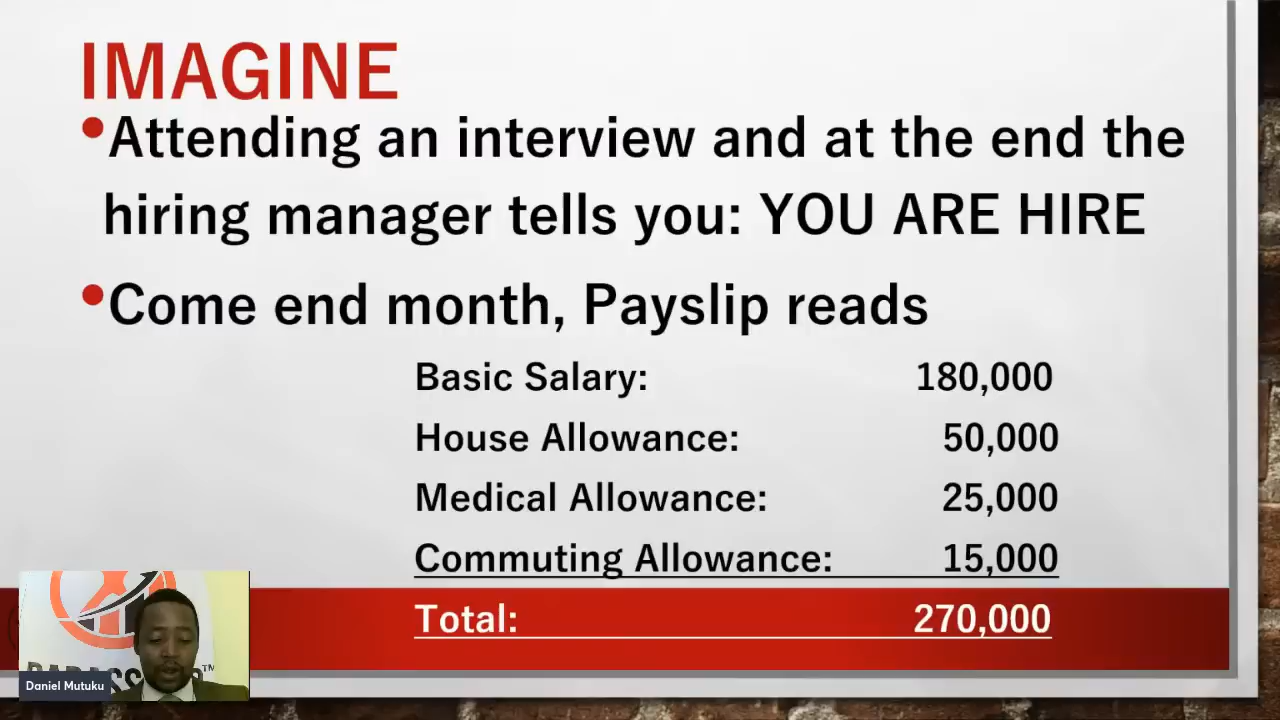 IMAGINE
•Attending an interview and at the end the
hiring manager tells you: YOU ARE HIRE
•Come end month, Payslip reads
Basic Salary: 180,000
House Allowance: 50,000
Medical Allowance: 25,000
Commuting Allowance: 15,000
Total: 270,000
Daniel Mutuku